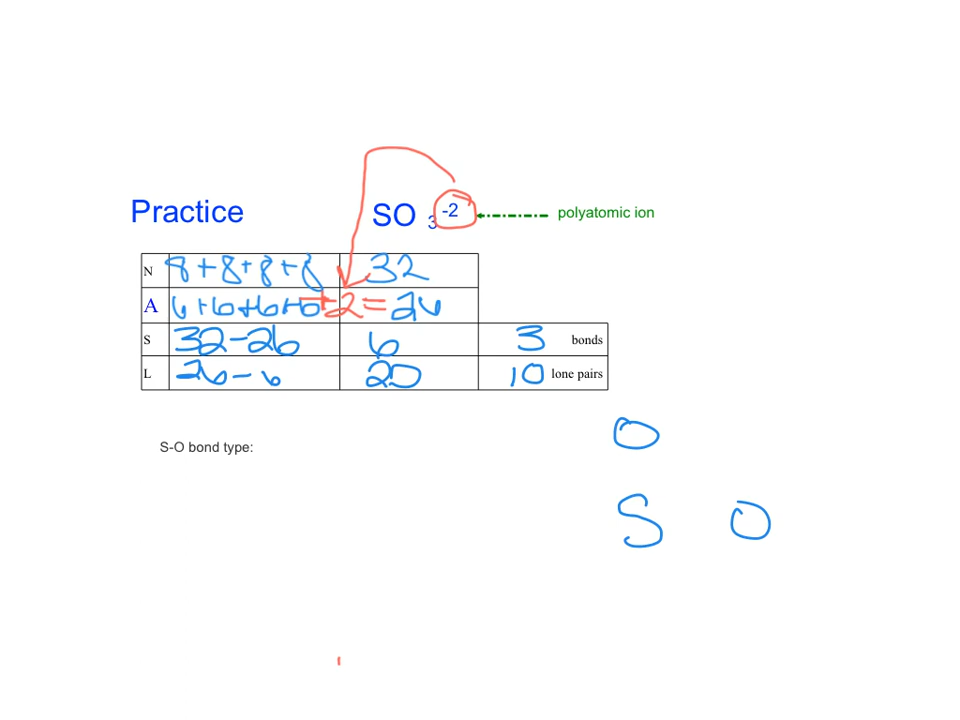 Practice SO 3 -2 polyatomic ion
N 8+8+8+8 32
A 6+6+6+6 +2 = 26
S 32-26 6 3 bonds
L 26-6 20 10 lone pairs
O
S-O bond type:
S O